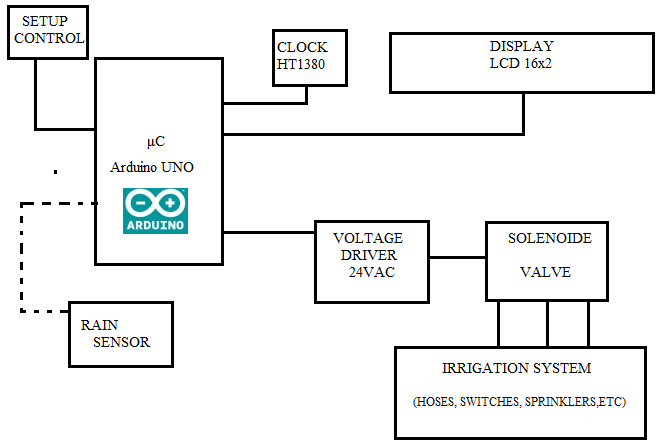 SETUP
CONTROL
CLOCK
HT1380
DISPLAY
LCD 16x2
µC
Arduino UNO
ARDUINO
VOLTAGE
DRIVER
24VAC
SOLENOIDE
VALVE
RAIN
SENSOR
IRRIGATION SYSTEM
(HOSES, SWITCHES, SPRINKLERS,ETC)